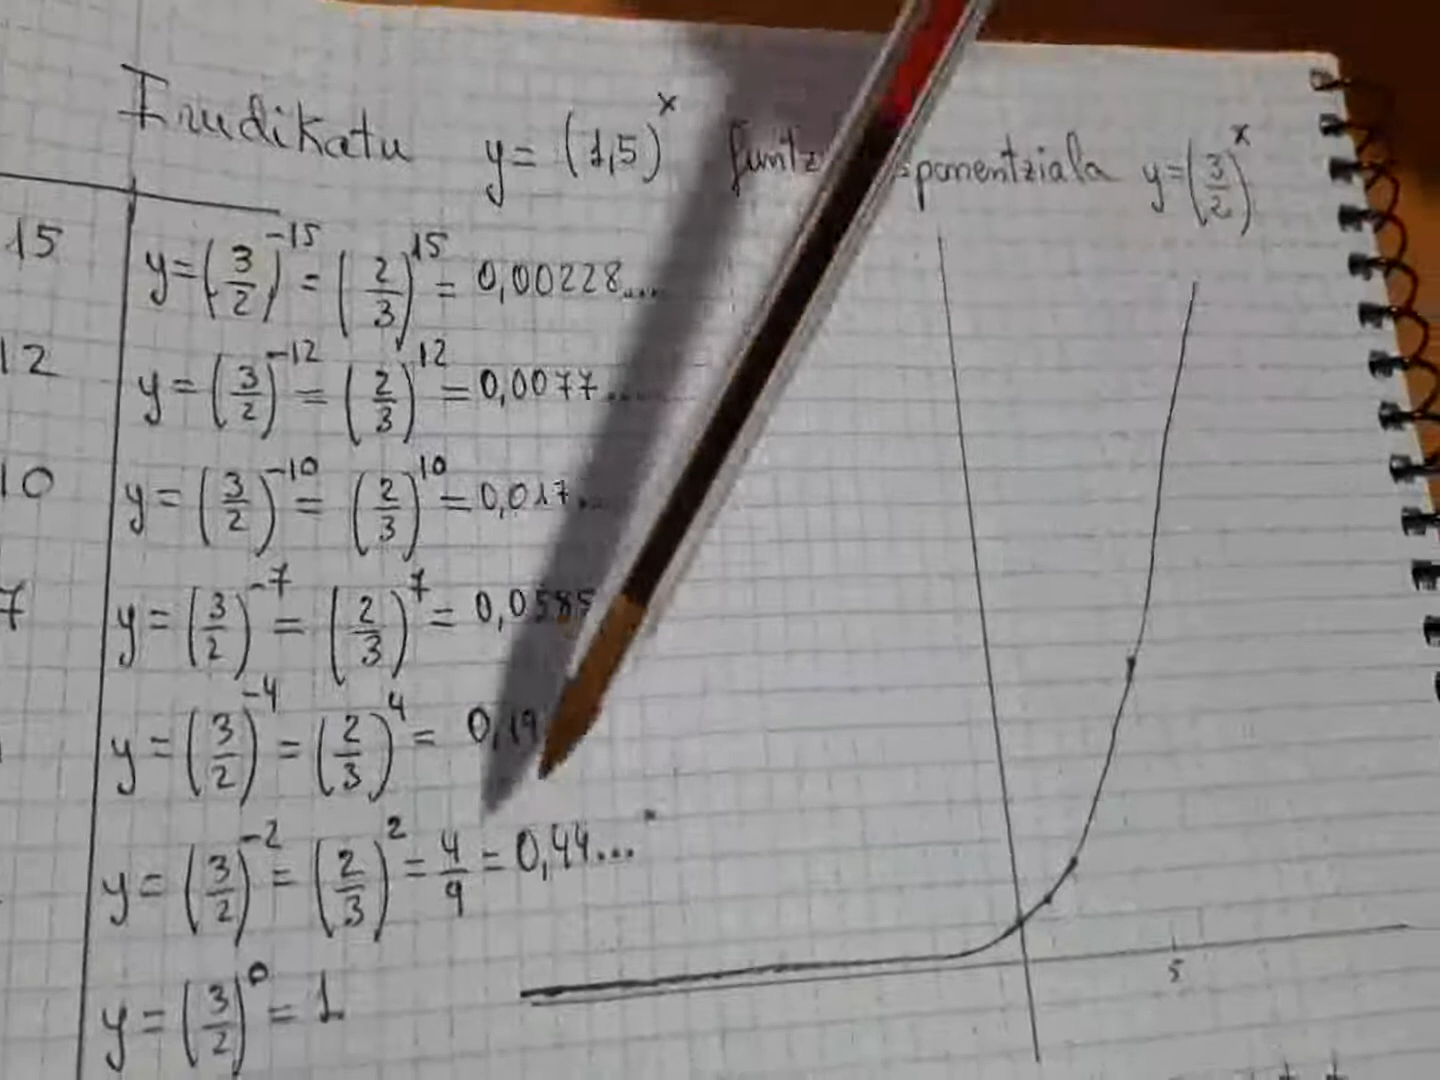 Irudikatu y=(1,5)^x funtz sponentziala y=(3/2)^x
15 y=(3/2)^-15 = (2/3)^15 = 0,00228....
12 y=(3/2)^-12 = (2/3)^12 = 0,0077....
10 y=(3/2)^-10 = (2/3)^10 = 0,017...
7 y=(3/2)^-7 = (2/3)^7 = 0,0585
y=(3/2)^-4 = (2/3)^4 = 0,19
y=(3/2)^-2 = (2/3)^2 = 4/9 = 0,44...
y=(3/2)^0 = 1
5